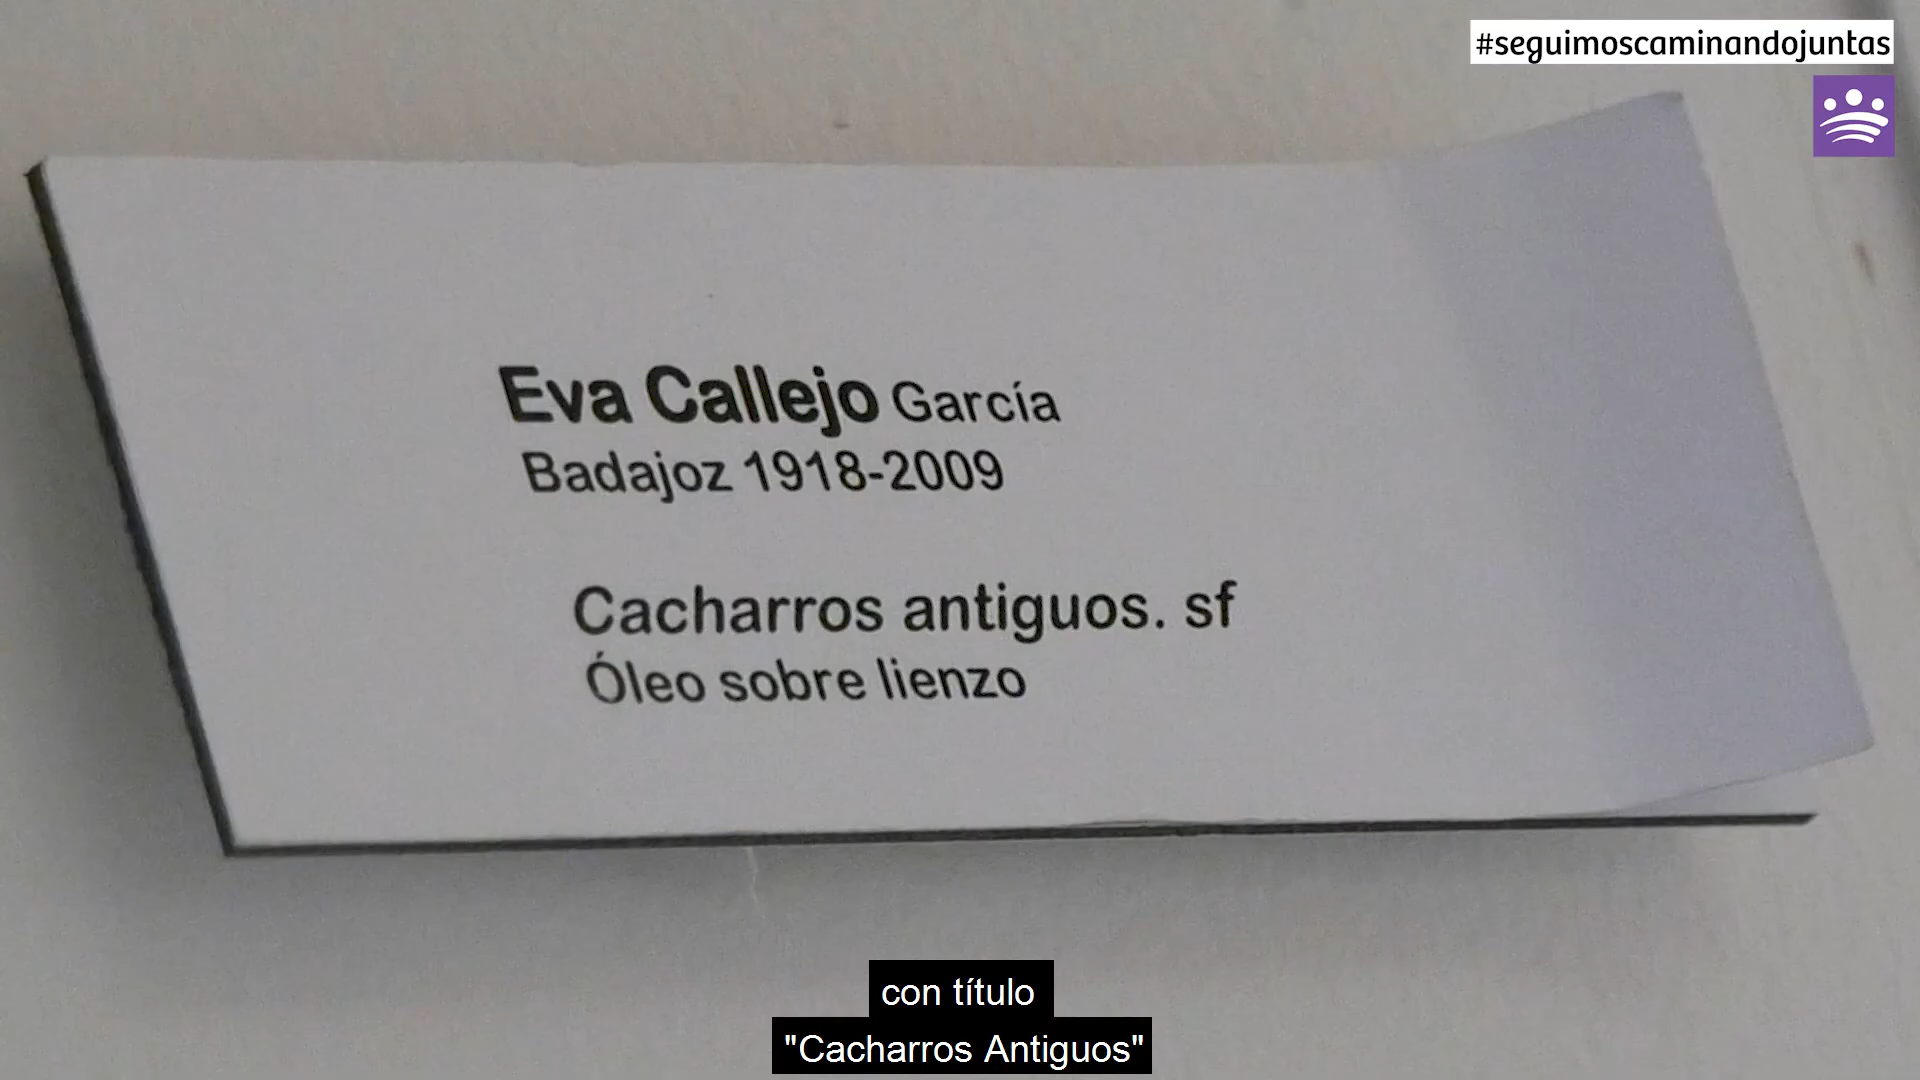 #seguimoscaminandojuntas
Eva Callejo García
Badajoz 1918-2009
Cacharros antiguos. sf
Óleo sobre lienzo
con título
"Cacharros Antiguos"